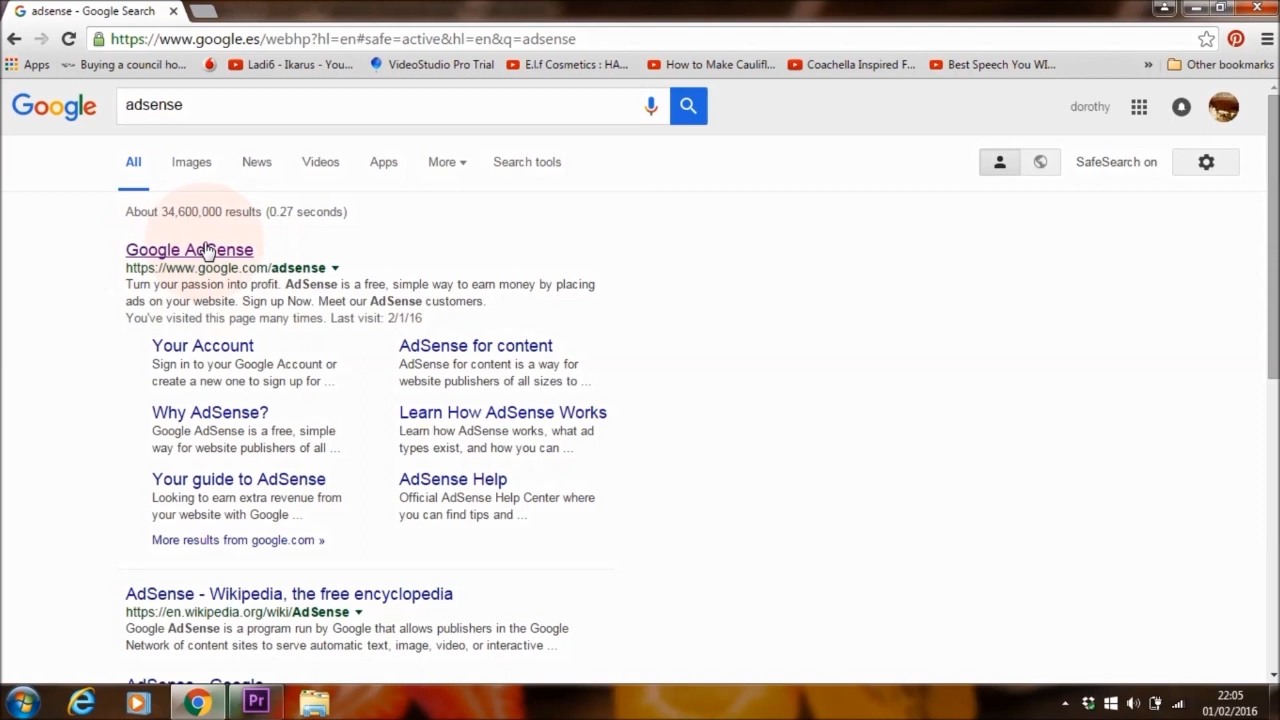 adsense - Google Search
https://www.google.es/webhp?hl=en#safe=active&hl=en&q=adsense
Apps Buying a council ho... Ladi6 - Ikarus - You... VideoStudio Pro Trial E.l.f Cosmetics : HA... How to Make Caulifl... Coachella Inspired F... Best Speech You WI... » Other bookmarks
Google adsense dorothy
All Images News Videos Apps More Search tools SafeSearch on
About 34,600,000 results (0.27 seconds)
Google AdSense
https://www.google.com/adsense
Turn your passion into profit. AdSense is a free, simple way to earn money by placing
ads on your website. Sign up Now. Meet our AdSense customers.
You've visited this page many times. Last visit: 2/1/16
Your Account
Sign in to your Google Account or
create a new one to sign up for ...
AdSense for content
AdSense for content is a way for
website publishers of all sizes to ...
Why AdSense?
Google AdSense is a free, simple
way for website publishers of all ...
Learn How AdSense Works
Learn how AdSense works, what ad
types exist, and how you can ...
Your guide to AdSense
Looking to earn extra revenue from
your website with Google ...
AdSense Help
Official AdSense Help Center where
you can find tips and ...
More results from google.com »
AdSense - Wikipedia, the free encyclopedia
https://en.wikipedia.org/wiki/AdSense
Google AdSense is a program run by Google that allows publishers in the Google
Network of content sites to serve automatic text, image, video, or interactive ...
AdSense - Google
Pr
22:05
01/02/2016